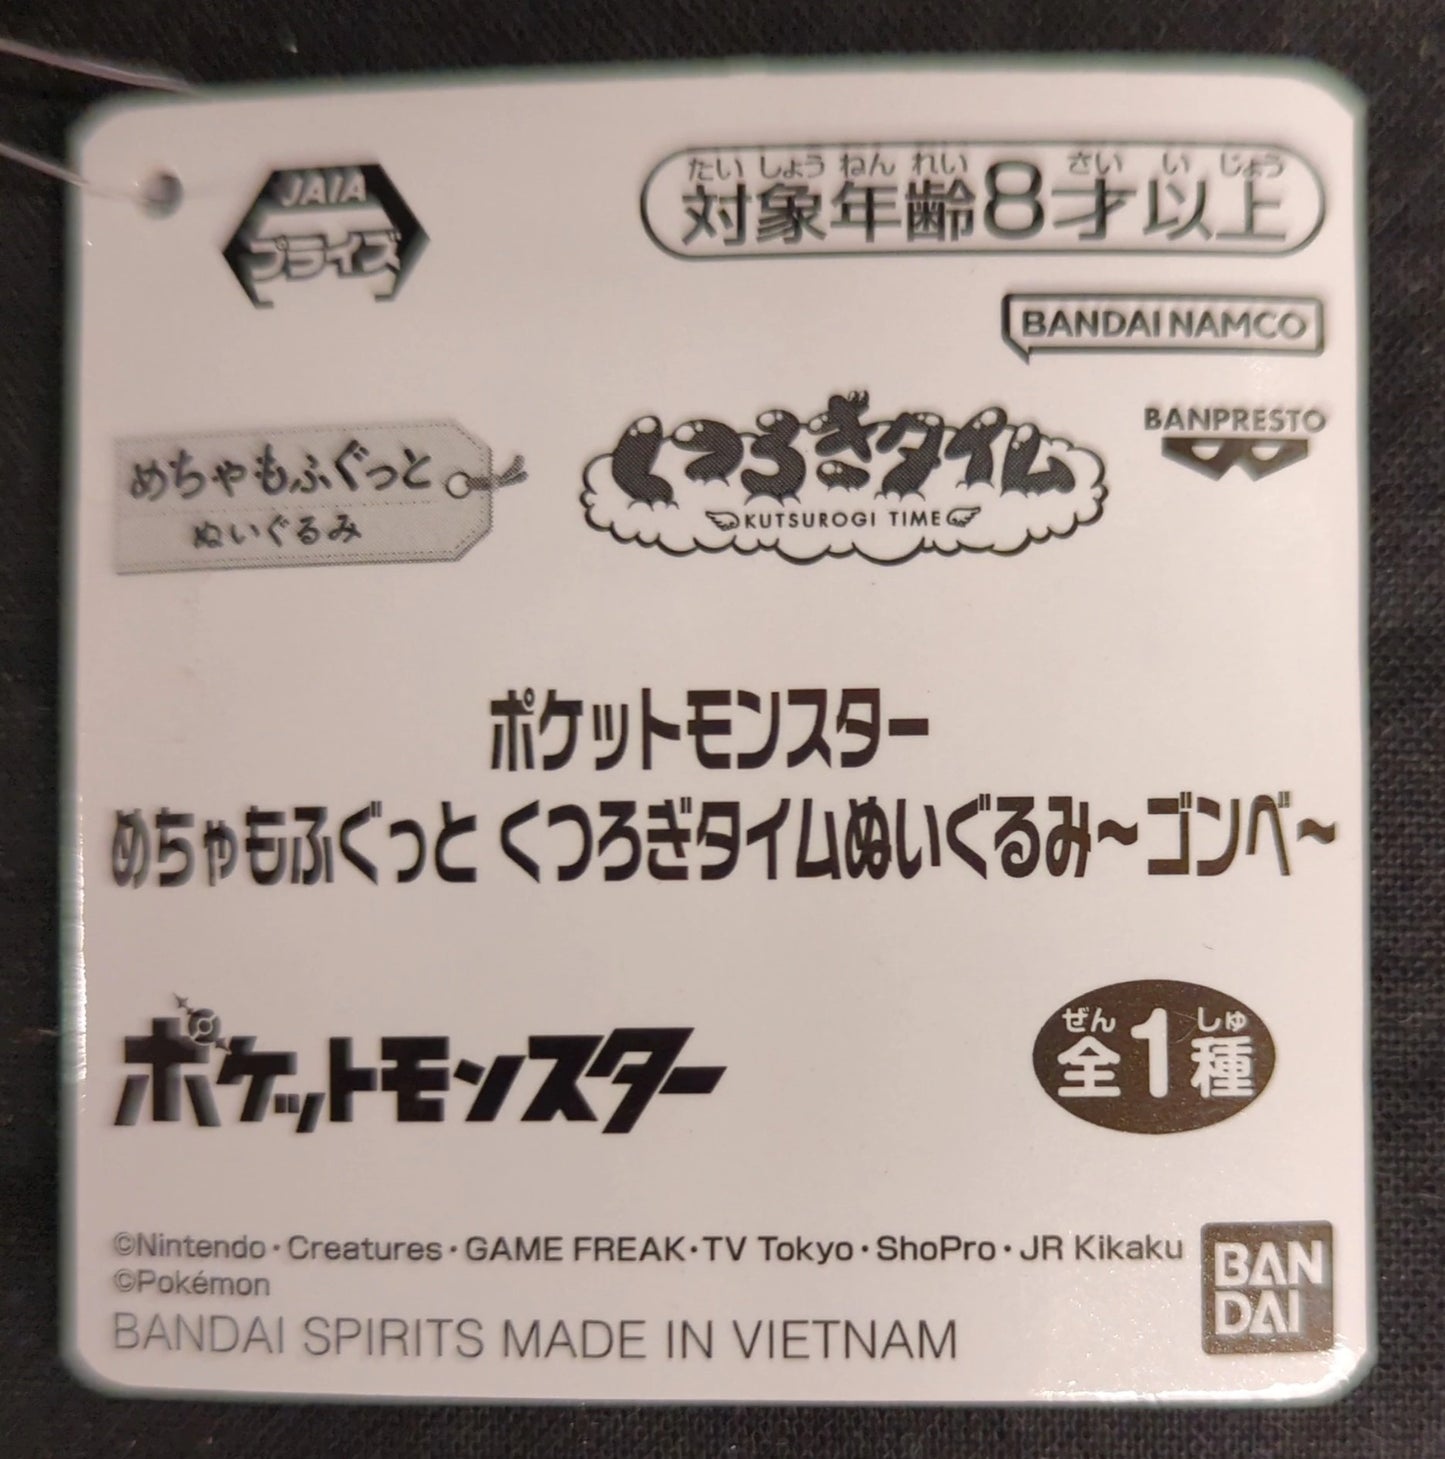 JAIA
プライズ
たいしょうねんれい さい いじょう
対象年齢8才以上
BANDAI NAMCO
めちゃもふぐっと
ぬいぐるみ
くつろぎタイム
KUTSUROGI TIME
BANPRESTO
ポケットモンスター
めちゃもふぐっと くつろぎタイムぬいぐるみ~ゴンベ~
ポケットモンスター
ぜん しゅ
全1種
©Nintendo・Creatures・GAME FREAK・TV Tokyo・ShoPro・JR Kikaku
©Pokémon
BANDAI SPIRITS MADE IN VIETNAM
BAN
DAI